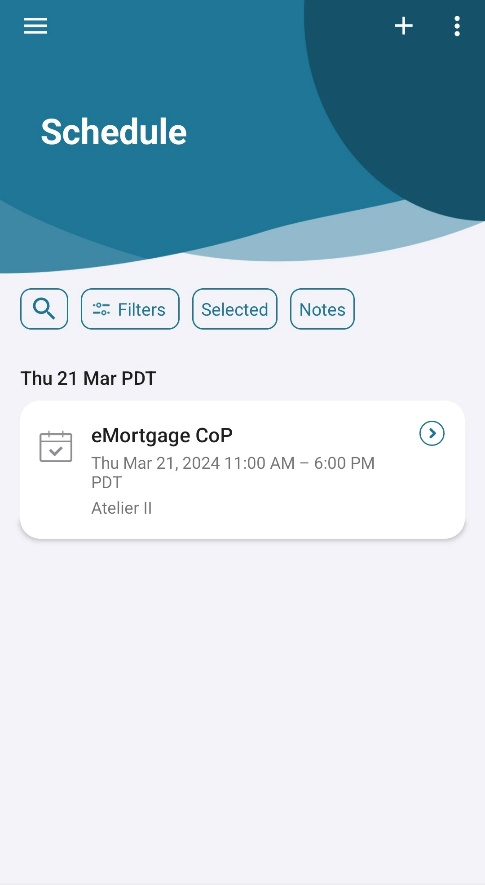 Schedule
Filters
Selected
Notes
Thu 21 Mar PDT
eMortgage CoP
Thu Mar 21, 2024 11:00 AM – 6:00 PM
PDT
Atelier II